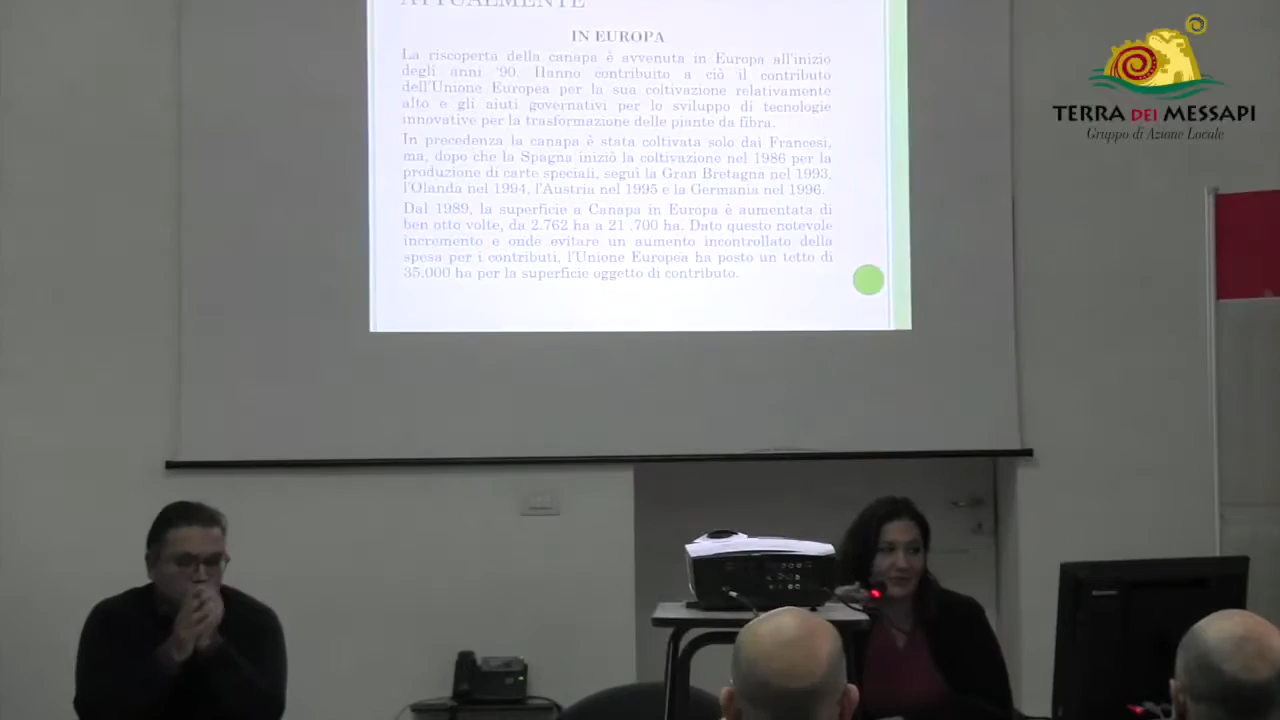 ATTUALMENTE
IN EUROPA
La riscoperta della canapa è avvenuta in Europa all'inizio
degli anni '90. Hanno contribuito a ciò il contributo
dell'Unione Europea per la sua coltivazione relativamente
alto e gli aiuti governativi per lo sviluppo di tecnologie
innovative per la trasformazione delle piante da fibra.
In precedenza la canapa è stata coltivata solo dai Francesi,
ma, dopo che la Spagna iniziò la coltivazione nel 1986 per la
produzione di carte speciali, seguì la Gran Bretagna nel 1993,
l'Olanda nel 1994, l'Austria nel 1995 e la Germania nel 1996.
Dal 1989, la superficie a Canapa in Europa è aumentata di
ben otto volte, da 2.762 ha a 21 .700 ha. Dato questo notevole
incremento e onde evitare un aumento incontrollato della
spesa per i contributi, l'Unione Europea ha posto un tetto di
35.000 ha per la superficie oggetto di contributo.
TERRA DEI MESSAPI
Gruppo di Azione Locale